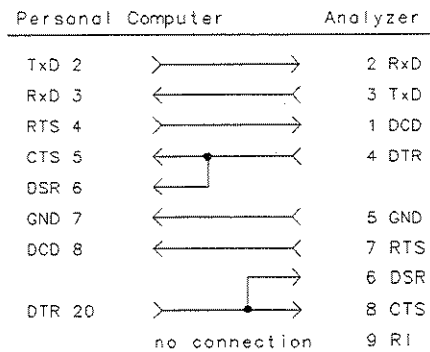 Personal Computer Analyzer
TxD 2 2 RxD
RxD 3 3 TxD
RTS 4 1 DCD
CTS 5 4 DTR
DSR 6
GND 7 5 GND
DCD 8 7 RTS
6 DSR
DTR 20 8 CTS
no connection 9 RI